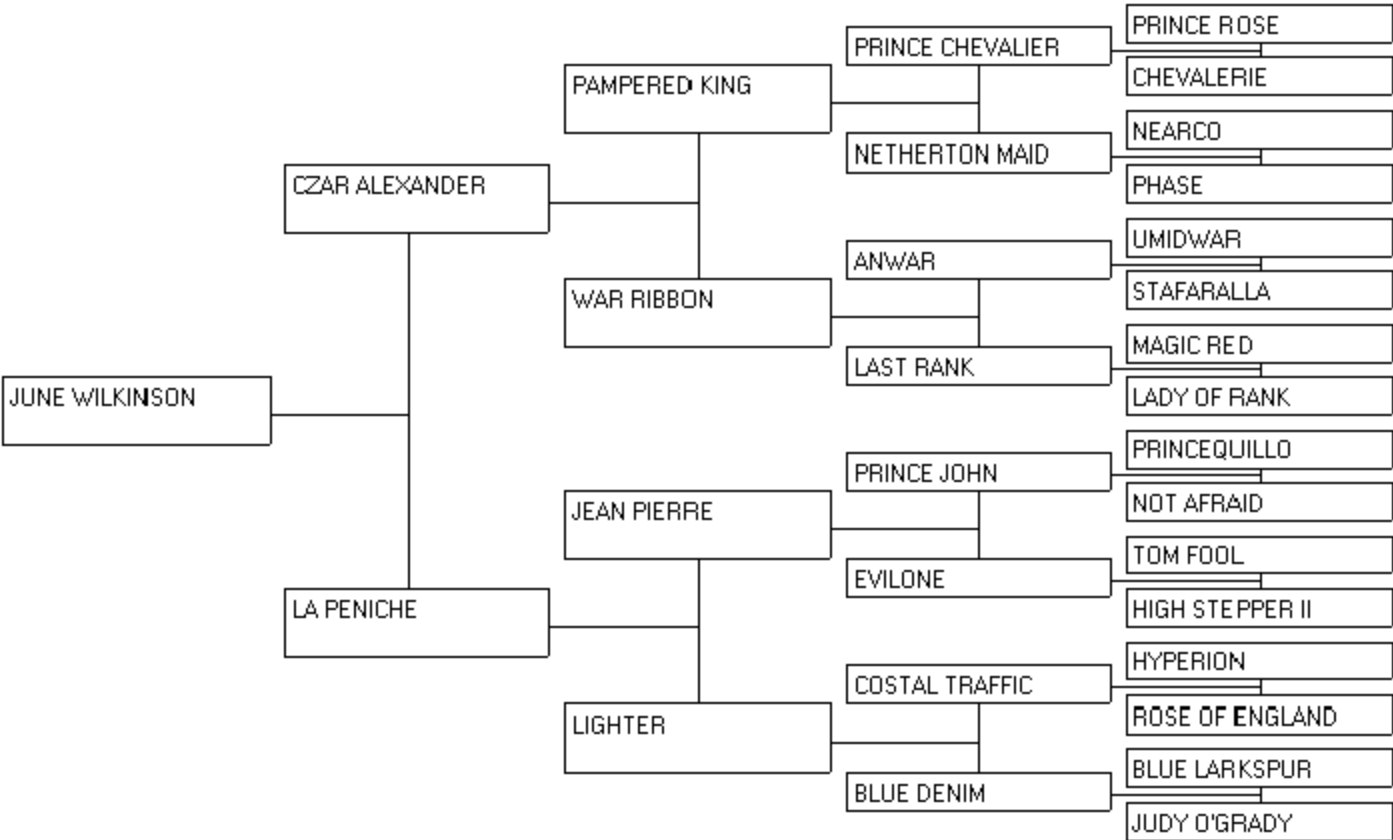 PRINCE ROSE
PRINCE CHEVALIER
CHEVALERIE
PAMPERED KING
NEARCO
NETHERTON MAID
PHASE
CZAR ALEXANDER
UMIDWAR
ANWAR
STAFARALLA
WAR RIBBON
MAGIC RED
LAST RANK
LADY OF RANK
JUNE WILKINSON
PRINCEQUILLO
PRINCE JOHN
NOT AFRAID
JEAN PIERRE
TOM FOOL
EVILONE
HIGH STEPPER II
LA PENICHE
HYPERION
COSTAL TRAFFIC
ROSE OF ENGLAND
LIGHTER
BLUE LARKSPUR
BLUE DENIM
JUDY O'GRADY